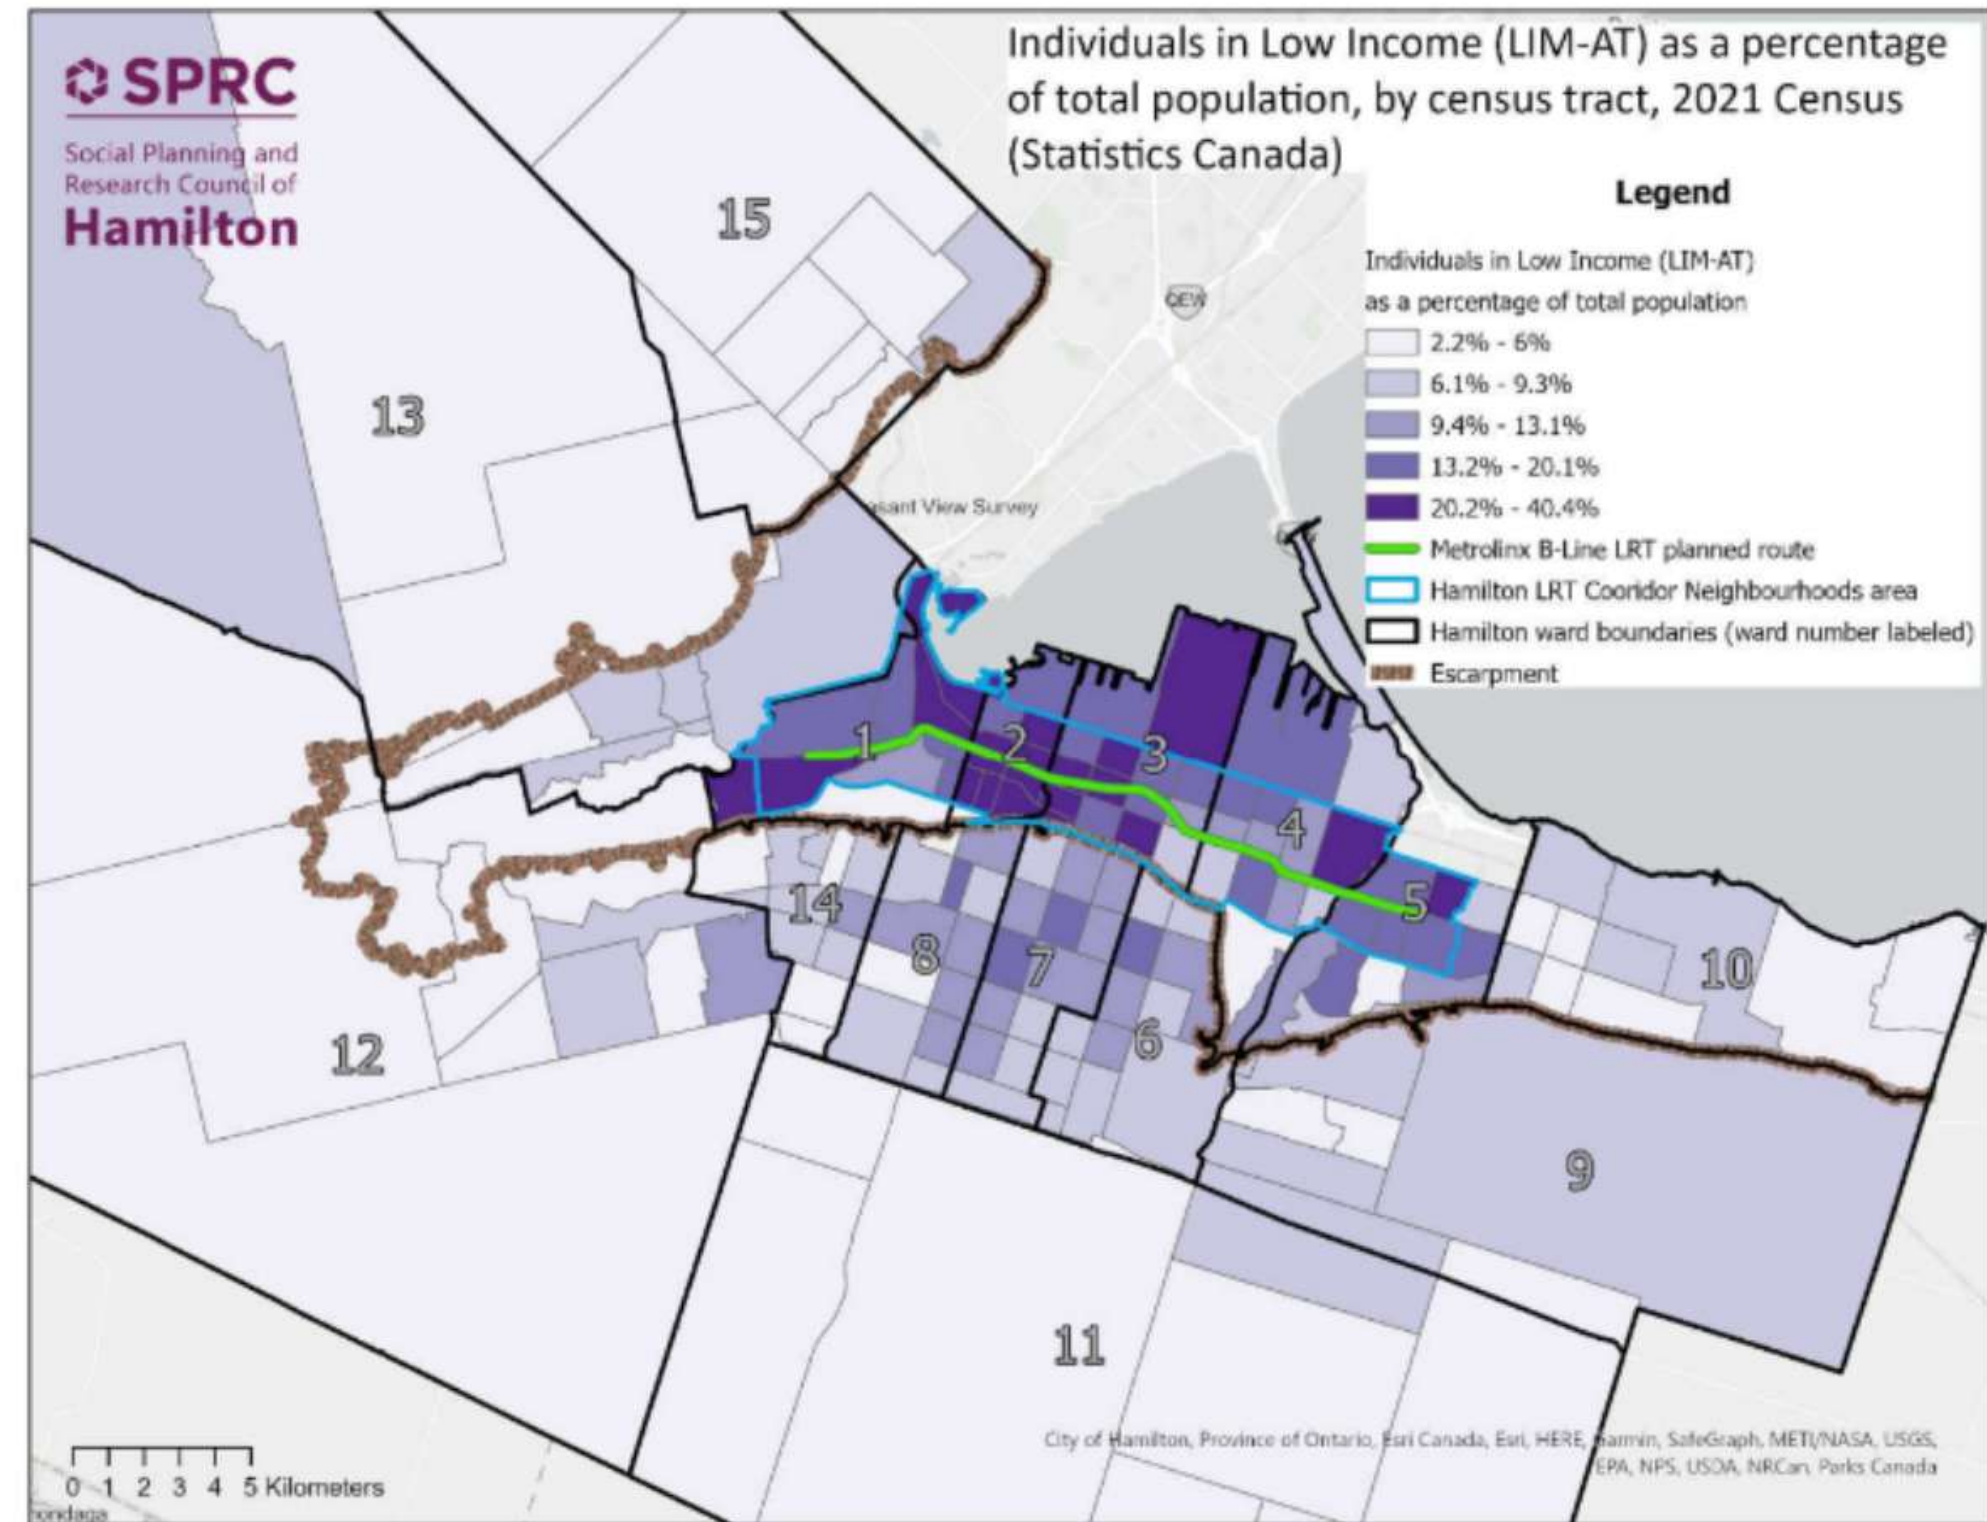 SPRC
Social Planning and
Research Council of
Hamilton
Individuals in Low Income (LIM-AT) as a percentage
of total population, by census tract, 2021 Census
(Statistics Canada)
Legend
Individuals in Low Income (LIM-AT)
as a percentage of total population
2.2% - 6%
6.1% - 9.3%
9.4% - 13.1%
13.2% - 20.1%
20.2% - 40.4%
Metrolinx B-Line LRT planned route
Hamilton LRT Cooridor Neighbourhoods area
Hamilton ward boundaries (ward number labeled)
Escarpment
15
QEW
13
asant View Survey
1
2
3
4
5
14
8
7
6
10
12
9
11
City of Hamilton, Province of Ontario, Esri Canada, Esri, HERE, Garmin, SafeGraph, METI/NASA, USGS,
EPA, NPS, USDA, NRCan, Parks Canada
0 1 2 3 4 5 Kilometers
ondaga